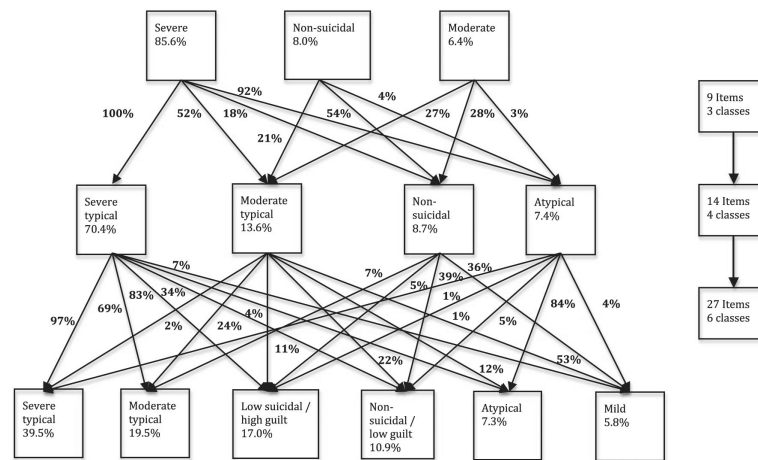 Severe
85.6%
Non-suicidal
8.0%
Moderate
6.4%
9 Items
3 classes
100%
52%
18%
92%
21%
54%
4%
27%
28%
3%
Severe
typical
70.4%
Moderate
typical
13.6%
Non-
suicidal
8.7%
Atypical
7.4%
14 Items
4 classes
97%
69%
83%
34%
7%
2%
24%
4%
11%
7%
5%
39%
36%
1%
22%
1%
12%
5%
84%
53%
4%
27 Items
6 classes
Severe
typical
39.5%
Moderate
typical
19.5%
Low suicidal /
high guilt
17.0%
Non-
suicidal /
low guilt
10.9%
Atypical
7.3%
Mild
5.8%